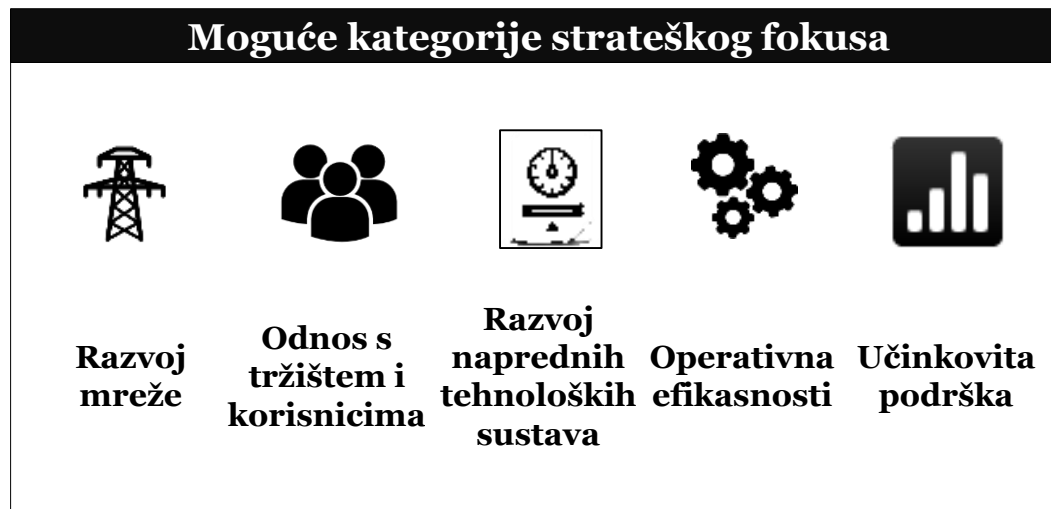 Moguće kategorije strateškog fokusa
Razvoj
mreže
Odnos s
tržištem i
korisnicima
Razvoj
naprednih
tehnoloških
sustava
Operativna
efikasnosti
Učinkovita
podrška